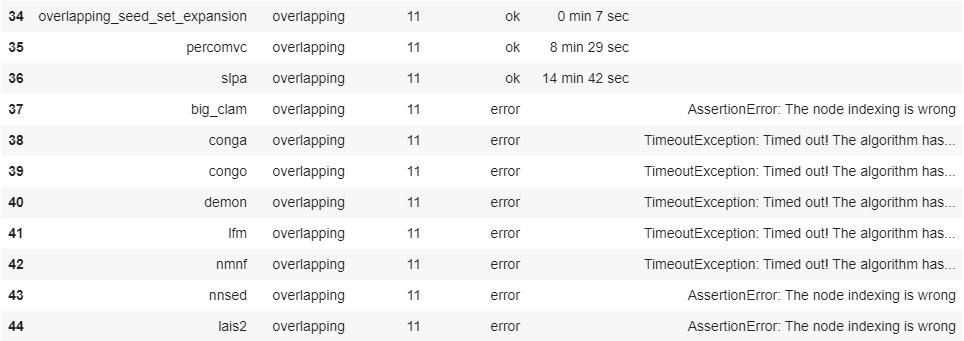 34 overlapping_seed_set_expansion overlapping 11 ok 0 min 7 sec
35 percomvc overlapping 11 ok 8 min 29 sec
36 slpa overlapping 11 ok 14 min 42 sec
37 big_clam overlapping 11 error AssertionError: The node indexing is wrong
38 conga overlapping 11 error TimeoutException: Timed out! The algorithm has...
39 congo overlapping 11 error TimeoutException: Timed out! The algorithm has...
40 demon overlapping 11 error TimeoutException: Timed out! The algorithm has...
41 lfm overlapping 11 error TimeoutException: Timed out! The algorithm has...
42 nmnf overlapping 11 error TimeoutException: Timed out! The algorithm has...
43 nnsed overlapping 11 error AssertionError: The node indexing is wrong
44 lais2 overlapping 11 error AssertionError: The node indexing is wrong